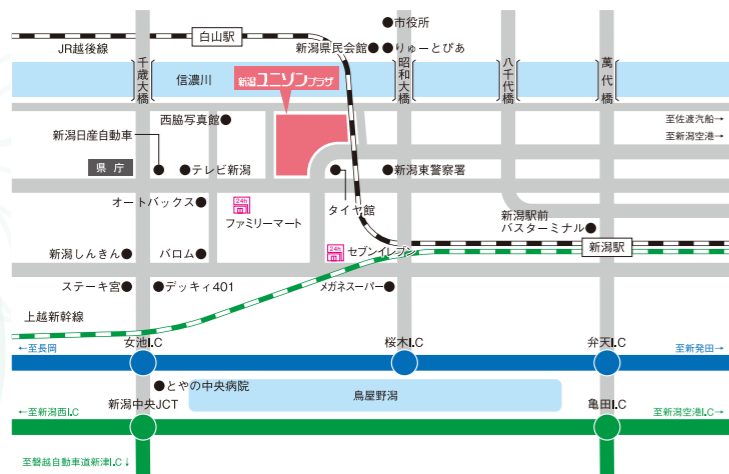 市役所
白山駅
JR越後線
新潟県民会館
りゅーとぴあ
千歳大橋
信濃川
新潟ユニゾンプラザ
昭和大橋
八千代橋
萬代橋
至佐渡汽船→
至新潟空港→
西脇写真館
新潟日産自動車
県庁
テレビ新潟
新潟東警察署
タイヤ館
オートバックス
24h
ファミリーマート
新潟駅前
バスターミナル
新潟駅
新潟しんきん
バロム
24h
セブンイレブン
ステーキ宮
デッキィ401
メガネスーパー
上越新幹線
女池I.C
桜木I.C
弁天I.C
←至長岡
至新発田→
とやの中央病院
鳥屋野潟
新潟中央JCT
亀田I.C
←至新潟西I.C
至新潟空港I.C→
至磐越自動車道新津I.C↓